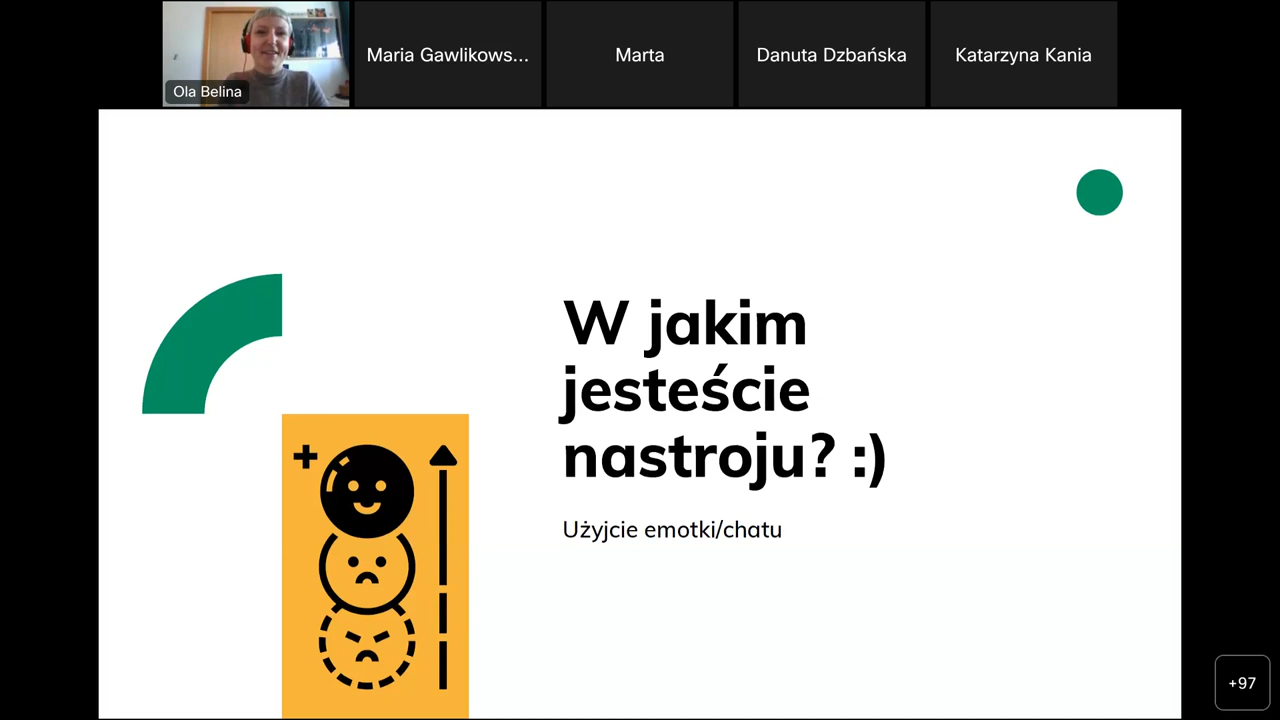 Ola Belina
Maria Gawlikows...
Marta
Danuta Dzbańska
Katarzyna Kania
W jakim
jesteście
nastroju? :)
Użyjcie emotki/chatu
+97